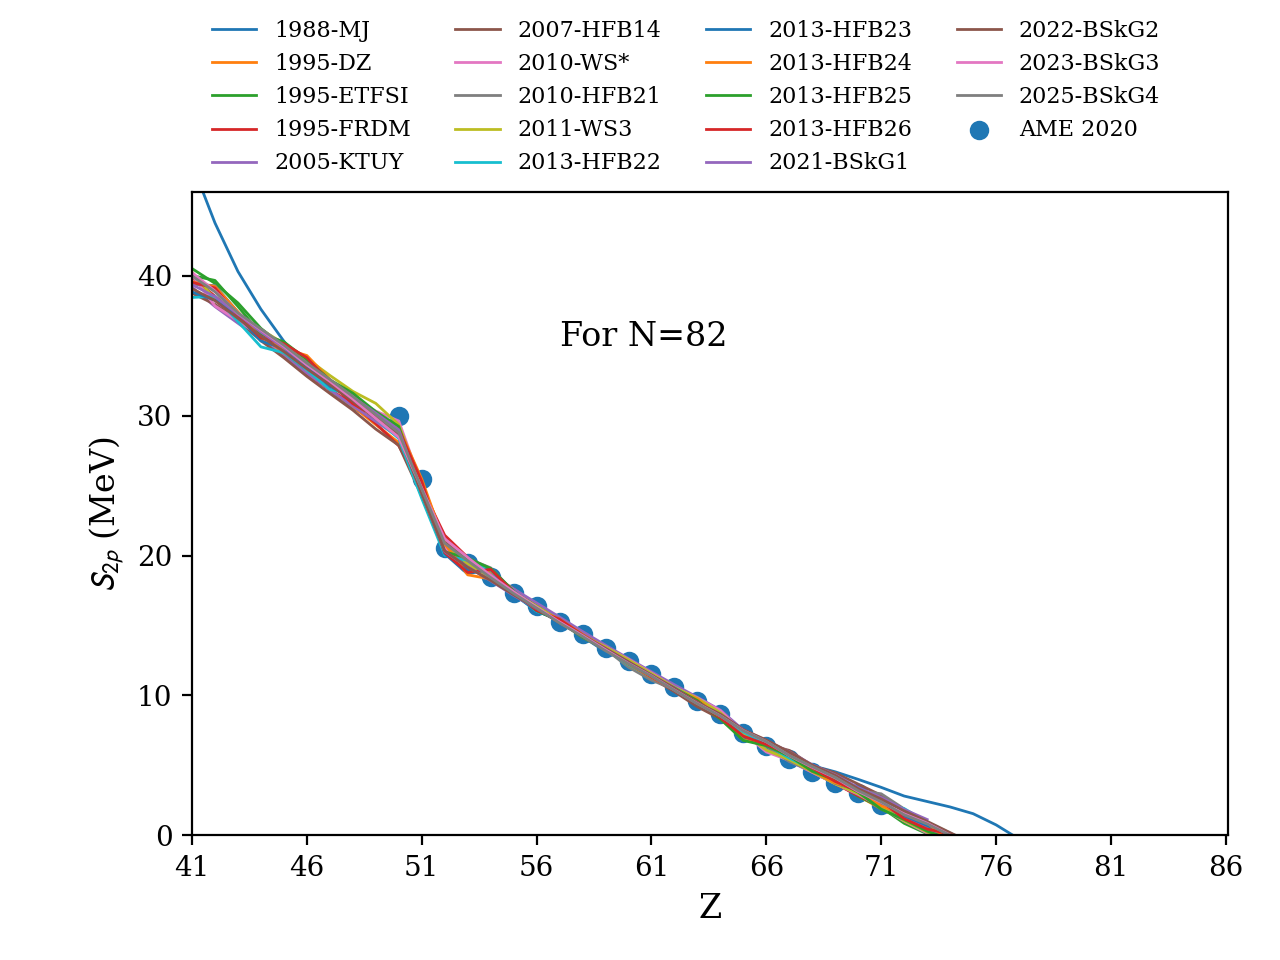 1988-MJ
1995-DZ
1995-ETFSI
1995-FRDM
2005-KTUY
2007-HFB14
2010-WS*
2010-HFB21
2011-WS3
2013-HFB22
2013-HFB23
2013-HFB24
2013-HFB25
2013-HFB26
2021-BSkG1
2022-BSkG2
2023-BSkG3
2025-BSkG4
AME 2020
For N=82
S2p (MeV)
40
30
20
10
0
41 46 51 56 61 66 71 76 81 86
Z